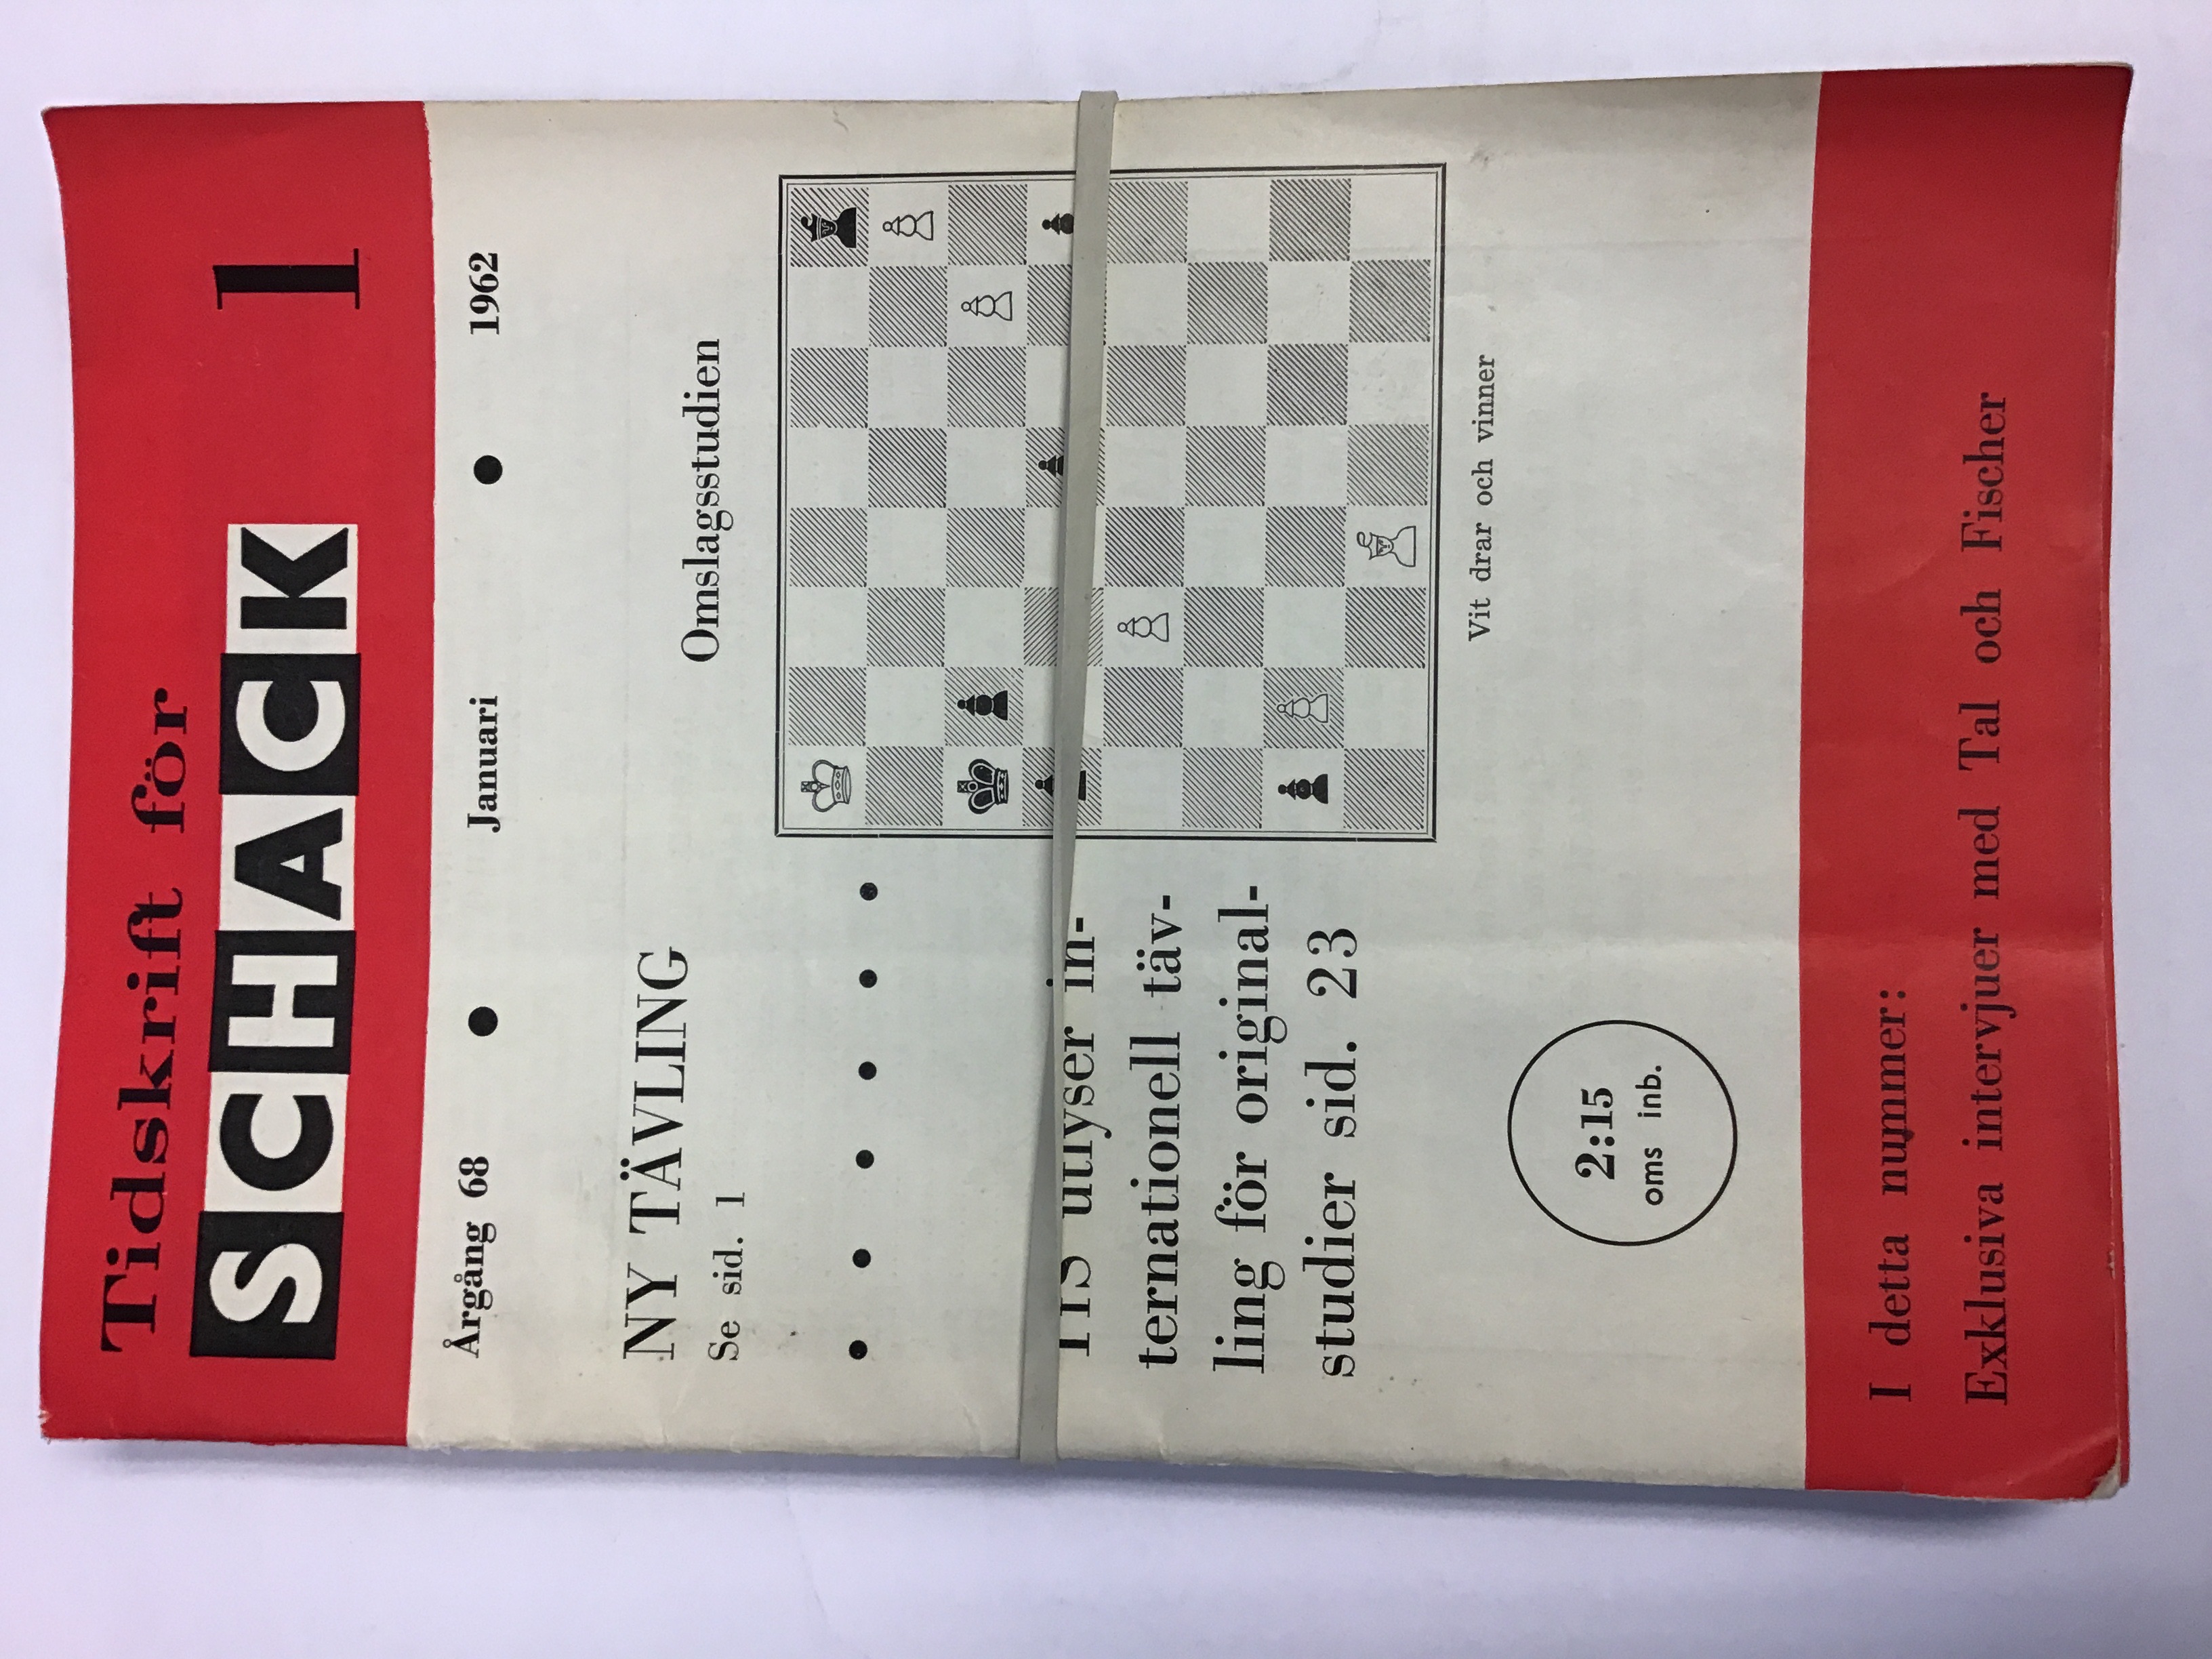 Tidskrift för
SCHACK 1
Årgång 68 • Januari • 1962
NY TÄVLING
Se sid. 1
Omslagsstudien
utlyser in-
ternationell täv-
ling för original-
studier sid. 23
Vit drar och vinner
2:15
oms inb.
I detta nummer:
Exklusiva intervjuer med Tal och Fischer